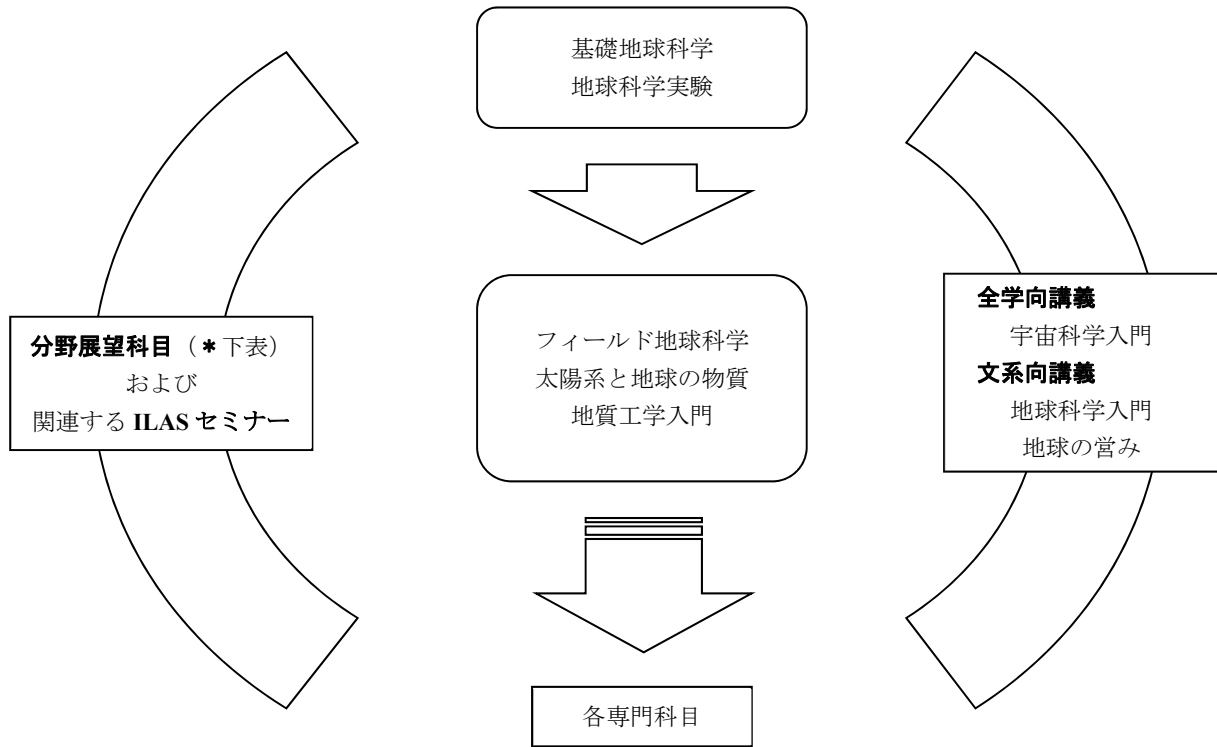 基礎地球科学
地球科学実験
分野展望科目（＊下表）
および
関連する ILAS セミナー
フィールド地球科学
太陽系と地球の物質
地質工学入門
全学向講義
宇宙科学入門
文系向講義
地球科学入門
地球の営み
各専門科目